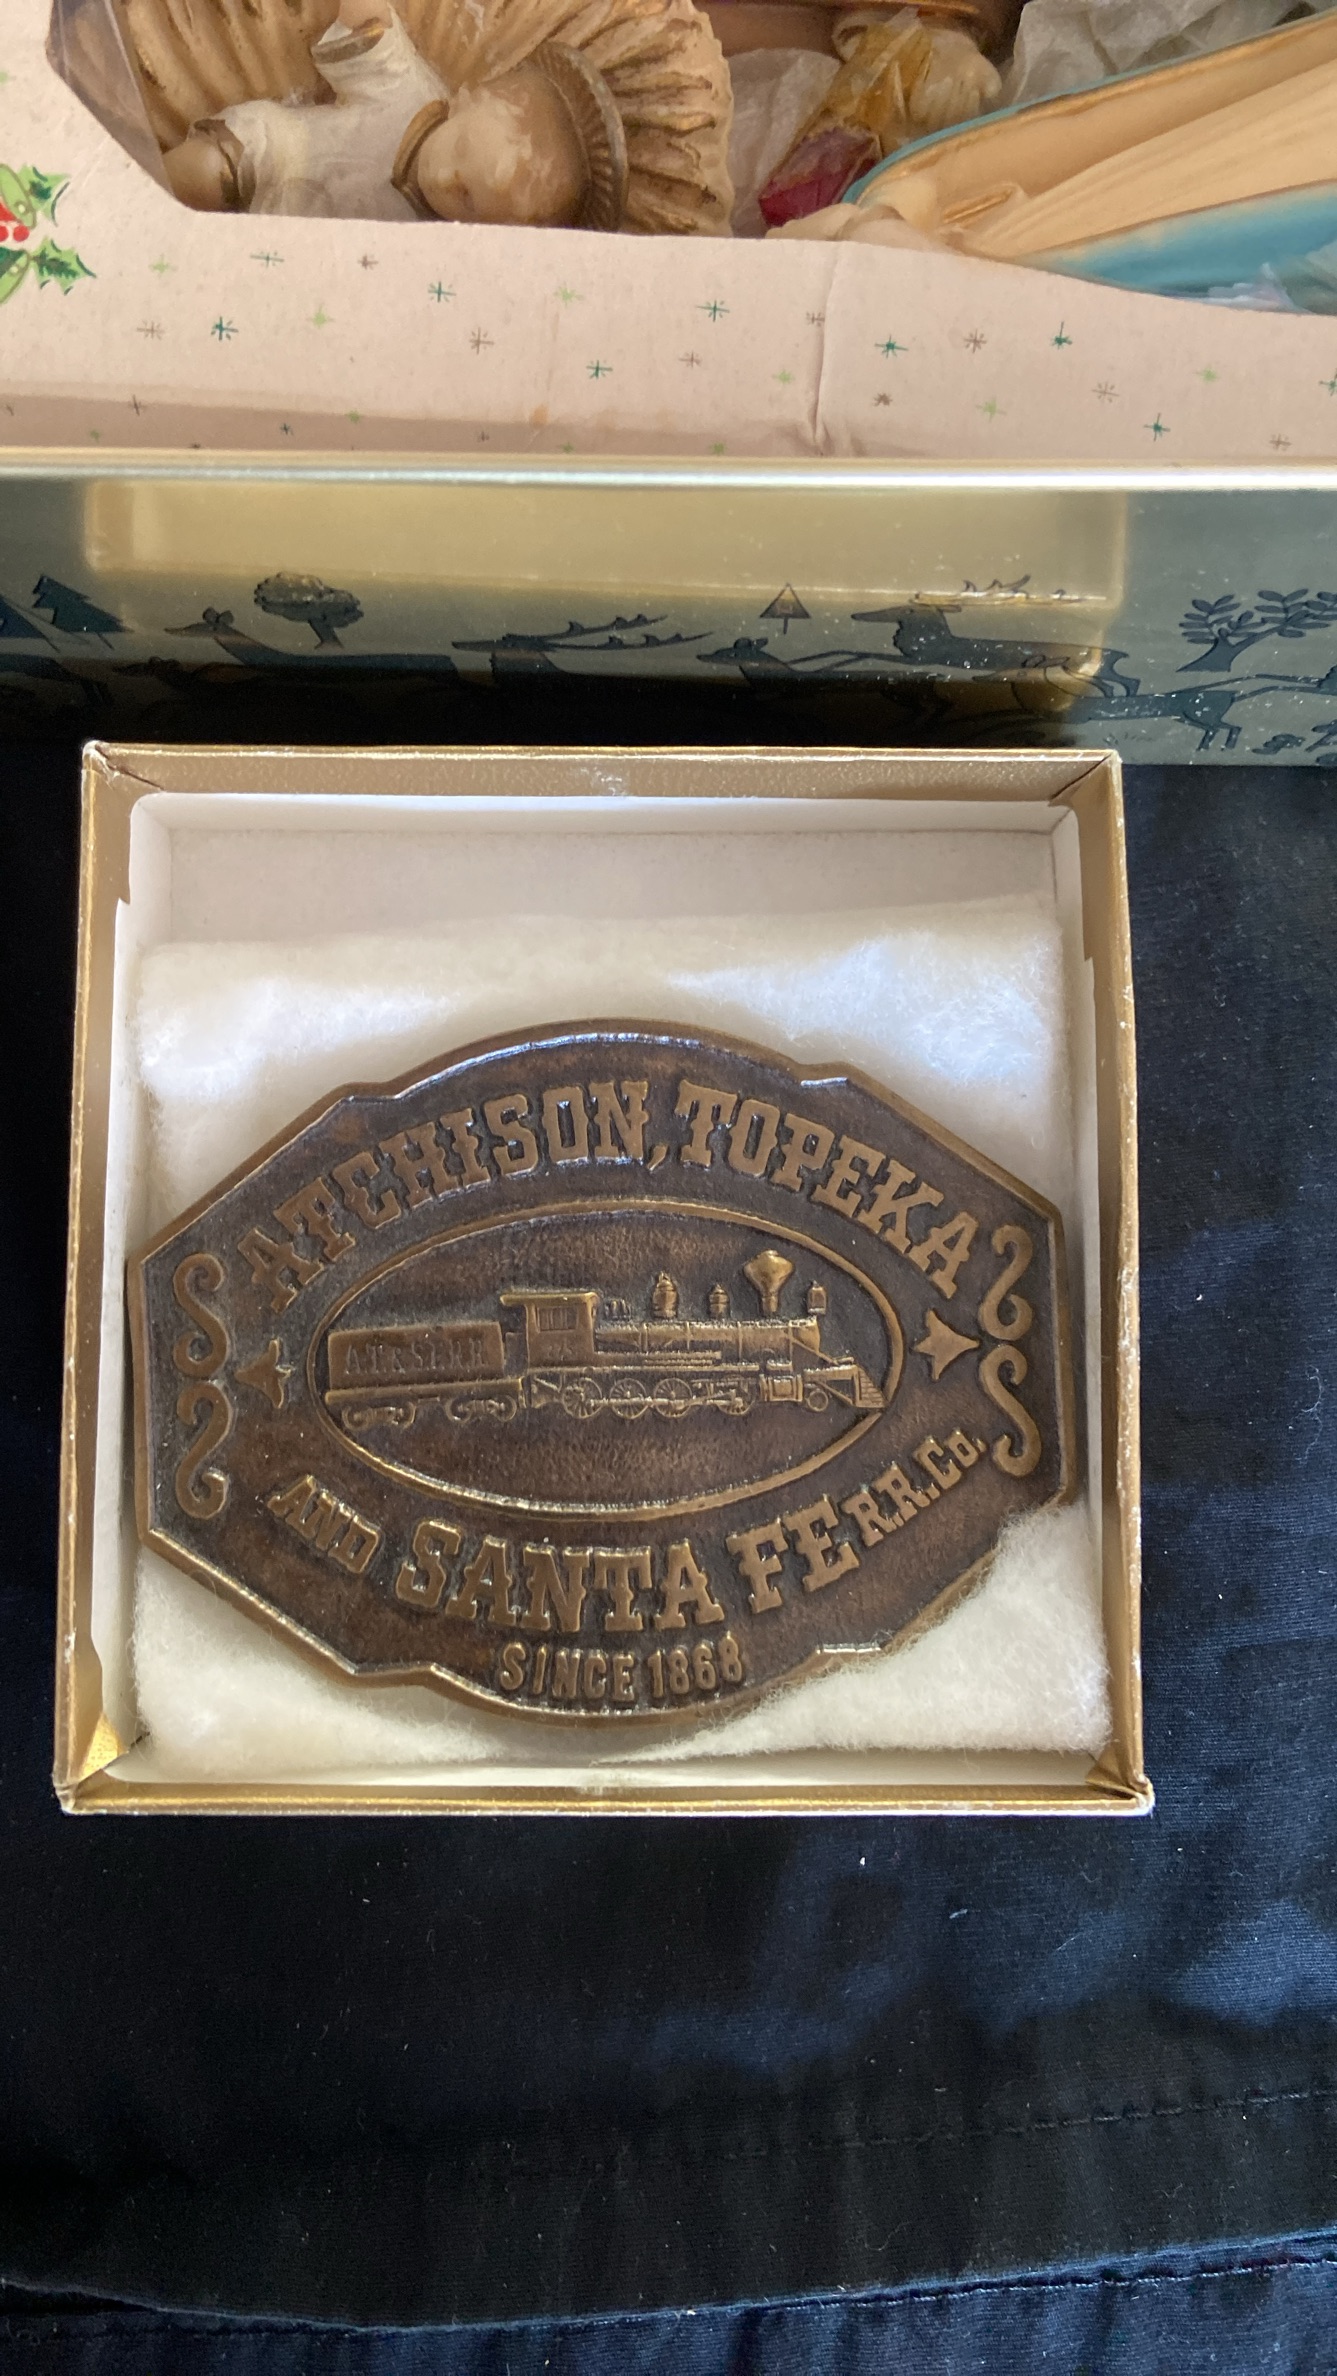 ATCHISON, TOPEKA
A.T. & S.F.R.R
AND SANTA FE R.R. Co.
SINCE 1868